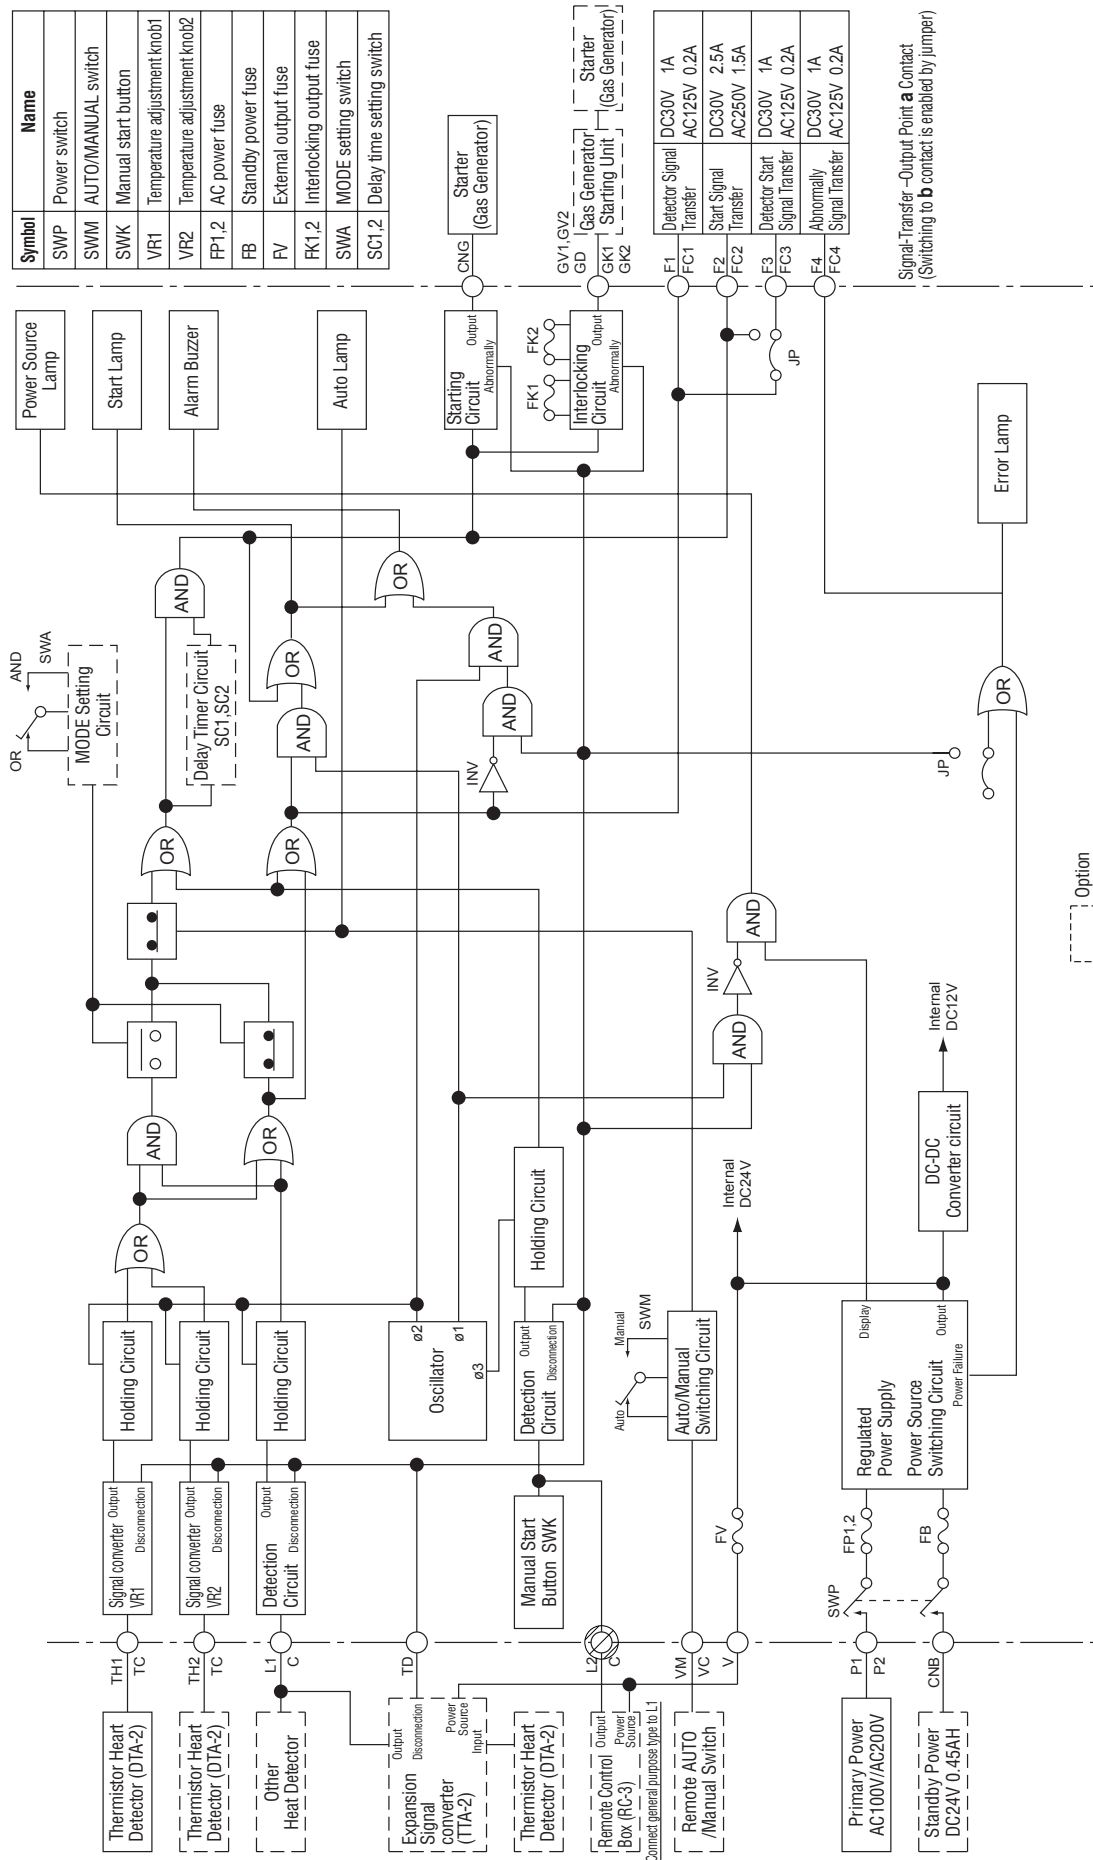 Symbol Name
SWP Power switch
SWM AUTO/MANUAL switch
SWK Manual start button
VR1 Temperature adjustment knob1
VR2 Temperature adjustment knob2
FP1,2 AC power fuse
FB Standby power fuse
FV External output fuse
FK1,2 Interlocking output fuse
SWA MODE setting switch
SC1,2 Delay time setting switch
Power Source
Lamp
Start Lamp
Alarm Buzzer
Auto Lamp
Starting
Circuit
Output
Abnormally
CNG
Starter
(Gas Generator)
FK1
FK2
Interlocking
Circuit
Output
Abnormally
GV1,GV2
GD
GK1
GK2
Gas Generator
Starting Unit
Starter
(Gas Generator)
F1
FC1
Detector Signal
Transfer
DC30V 1A
AC125V 0.2A
F2
FC2
Start Signal
Transfer
DC30V 2.5A
AC250V 1.5A
F3
FC3
Detector Start
Signal Transfer
DC30V 1A
AC125V 0.2A
F4
FC4
Abnormally
Signal Transfer
DC30V 1A
AC125V 0.2A
Signal-Transfer –Output Point a Contact
(Switching to b contact is enabled by jumper)
JP
Error Lamp
OR
AND
SWA
MODE Setting
Circuit
AND
Delay Timer Circuit
SC1,SC2
OR
OR
AND
OR
OR
AND
AND
INV
JP
OR
AND
INV
AND
Option
AND
OR
OR
Holding Circuit
Holding Circuit
Holding Circuit
Oscillator
ø2
ø1
ø3
Holding Circuit
Detection
Circuit
Output
Disconnection
Auto
Manual
SWM
Auto/Manual
Switching Circuit
Internal
DC24V
DC-DC
Converter circuit
Internal
DC12V
Regulated
Power Supply
Power Source
Switching Circuit
Display
Output
Power Failure
Signal converter
VR1
Output
Disconnection
Signal converter
VR2
Output
Disconnection
Detection
Circuit
Output
Disconnection
Manual Start
Button SWK
FV
FP1,2
FB
SWP
TH1
TC
TH2
TC
L1
C
TD
L2
C
VM
VC
V
P1
P2
CNB
Thermistor Heart
Detector (DTA-2)
Thermistor Heart
Detector (DTA-2)
Other
Heat Detector
Expansion
Signal
converter
(TTA-2)
Output
Disconnection
Power
Source
Input
Thermistor Heart
Detector (DTA-2)
Remote Control
Box (RC-3)
Output
Power
Source
Connect general purpose type to L1
Remote AUTO
/Manual Switch
Primary Power
AC100V/AC200V
Standby Power
DC24V 0.45AH